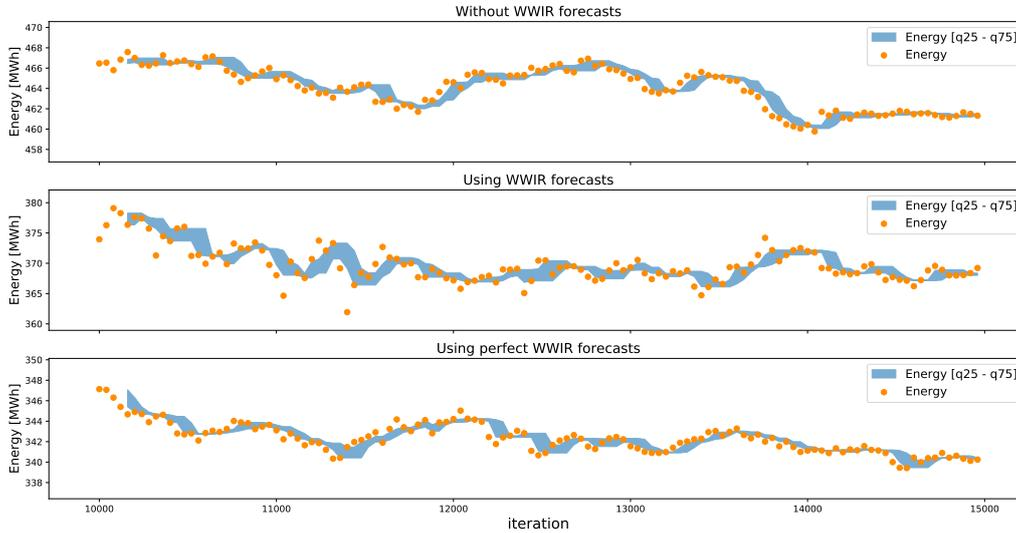 Without WWIR forecasts
Energy [MWh]
470
468
466
464
462
460
458
Energy [q25 - q75]
Energy
Using WWIR forecasts
Energy [MWh]
380
375
370
365
360
Energy [q25 - q75]
Energy
Using perfect WWIR forecasts
Energy [MWh]
350
348
346
344
342
340
338
Energy [q25 - q75]
Energy
10000 11000 12000 13000 14000 15000
iteration